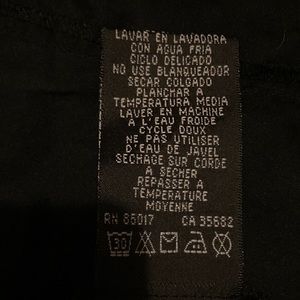 LAVAR EN LAVADORA
CON AGUA FRIA
CICLO DELICADO
NO USE BLANQUEADOR
SECAR COLGADO
PLANCHAR A
TEMPERATURA MEDIA
LAVER EN MACHINE
A L'EAU FROIDE
CYCLE DOUX
NE PAS UTILISER
D'EAU DE JAVEL
SECHAGE SUR CORDE
A SECHER
REPASSER A
TEMPERATURE
MOYENNE
RN 85017 CA 35682
30